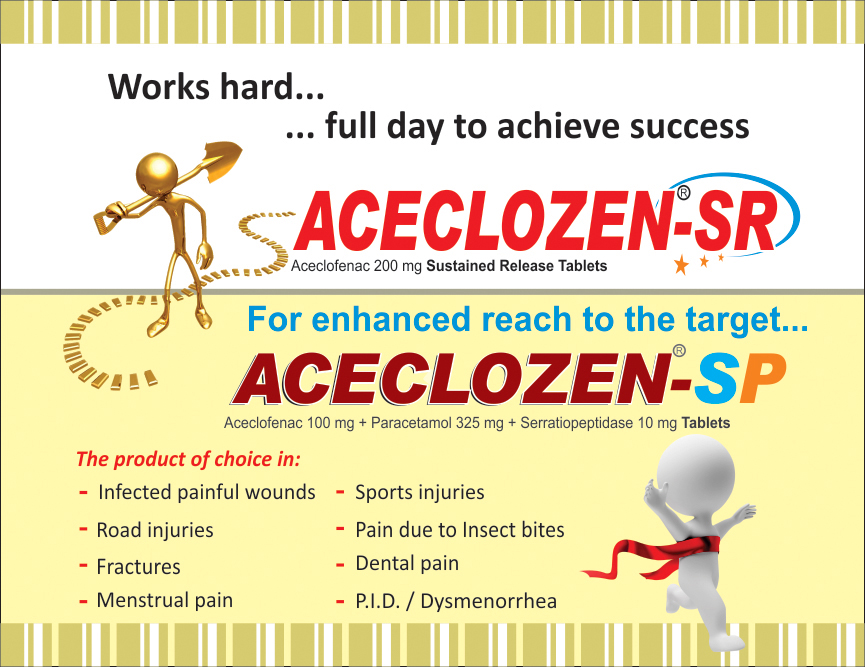 Works hard...
... full day to achieve success
ACECLOZEN®-SR
Aceclofenac 200 mg Sustained Release Tablets
For enhanced reach to the target...
ACECLOZEN®-SP
Aceclofenac 100 mg + Paracetamol 325 mg + Serratiopeptidase 10 mg Tablets
The product of choice in:
- Infected painful wounds
- Road injuries
- Fractures
- Menstrual pain
- Sports injuries
- Pain due to Insect bites
- Dental pain
- P.I.D. / Dysmenorrhea